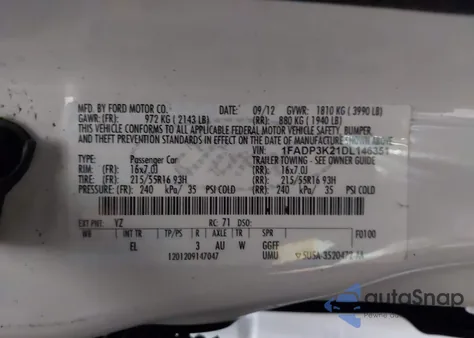 MFD. BY FORD MOTOR CO. DATE: 09/12 GVWR: 1810 KG ( 3990 LB)
GAWR: (FR): 972 KG ( 2143 LB) (RR): 880 KG ( 1940 LB)
THIS VEHICLE CONFORMS TO ALL APPLICABLE FEDERAL MOTOR VEHICLE SAFETY, BUMPER,
AND THEFT PREVENTION STANDARDS IN EFFECT ON THE DATE OF MANUFACTURE SHOWN ABOVE.
VIN: 1FADP3K21DL146351
TYPE: Passenger Car TRAILER TOWING - SEE OWNER GUIDE
RIM: (FR): 16x7.0J (RR): 16x7.0J
TIRE: (FR): 215/55R16 93H (RR): 215/55R16 93H
PRESSURE: (FR): 240 kPa/ 35 PSI COLD (RR): 240 kPa/ 35 PSI COLD
EXT PNT: YZ RC: 71 DSO:
WB INT TR TP/PS R AXLE TR SPR F0100
EL 3 AU W GGFF
1201209147047 UMU 5U5A-3520472-AA
autoSnap